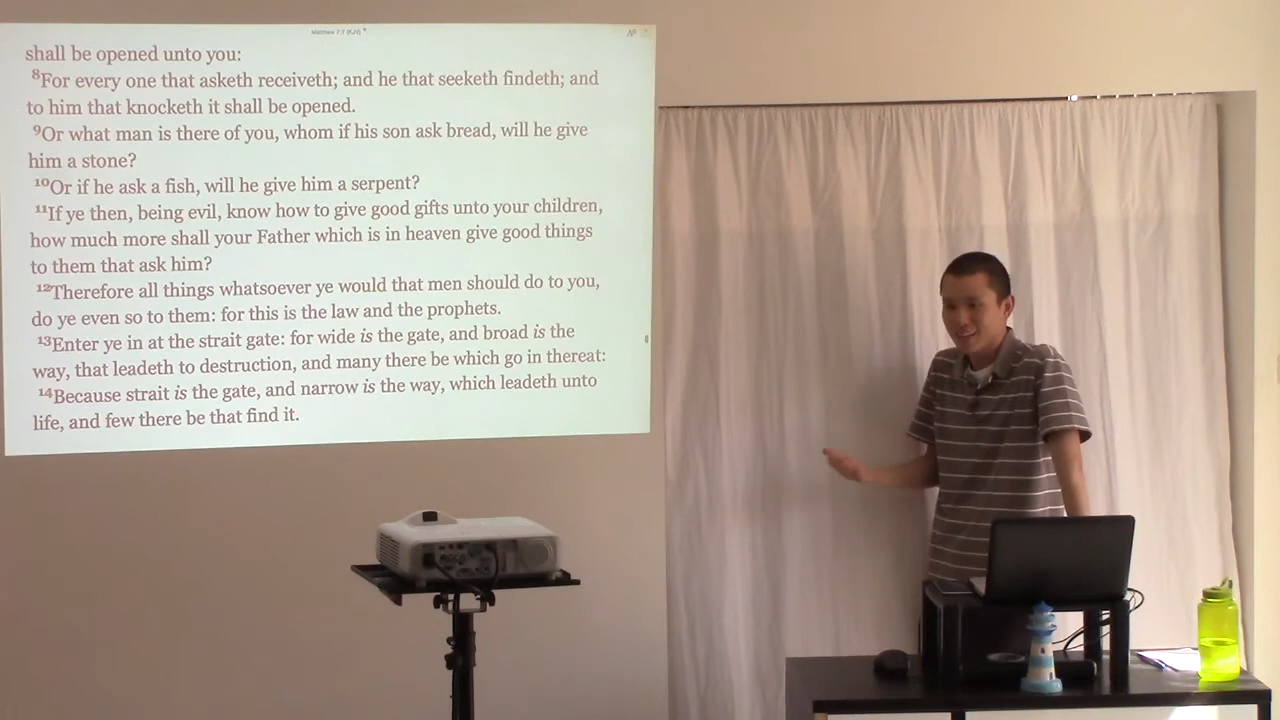 Matthew 7:7 (KJV)
shall be opened unto you:
8For every one that asketh receiveth; and he that seeketh findeth; and
to him that knocketh it shall be opened.
9Or what man is there of you, whom if his son ask bread, will he give
him a stone?
10Or if he ask a fish, will he give him a serpent?
11If ye then, being evil, know how to give good gifts unto your children,
how much more shall your Father which is in heaven give good things
to them that ask him?
12Therefore all things whatsoever ye would that men should do to you,
do ye even so to them: for this is the law and the prophets.
13Enter ye in at the strait gate: for wide is the gate, and broad is the
way, that leadeth to destruction, and many there be which go in thereat:
14Because strait is the gate, and narrow is the way, which leadeth unto
life, and few there be that find it.